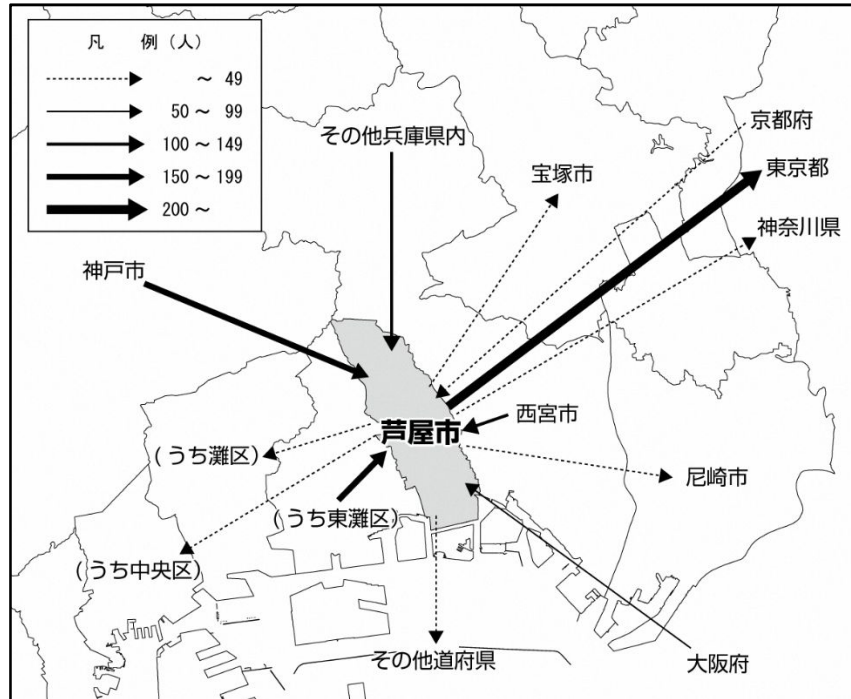 凡 例（人）
～ 49
50 ～ 99
100 ～ 149
150 ～ 199
200 ～
その他兵庫県内
宝塚市
京都府
東京都
神奈川県
神戸市
西宮市
芦屋市
（うち灘区）
尼崎市
（うち東灘区）
（うち中央区）
その他道府県
大阪府